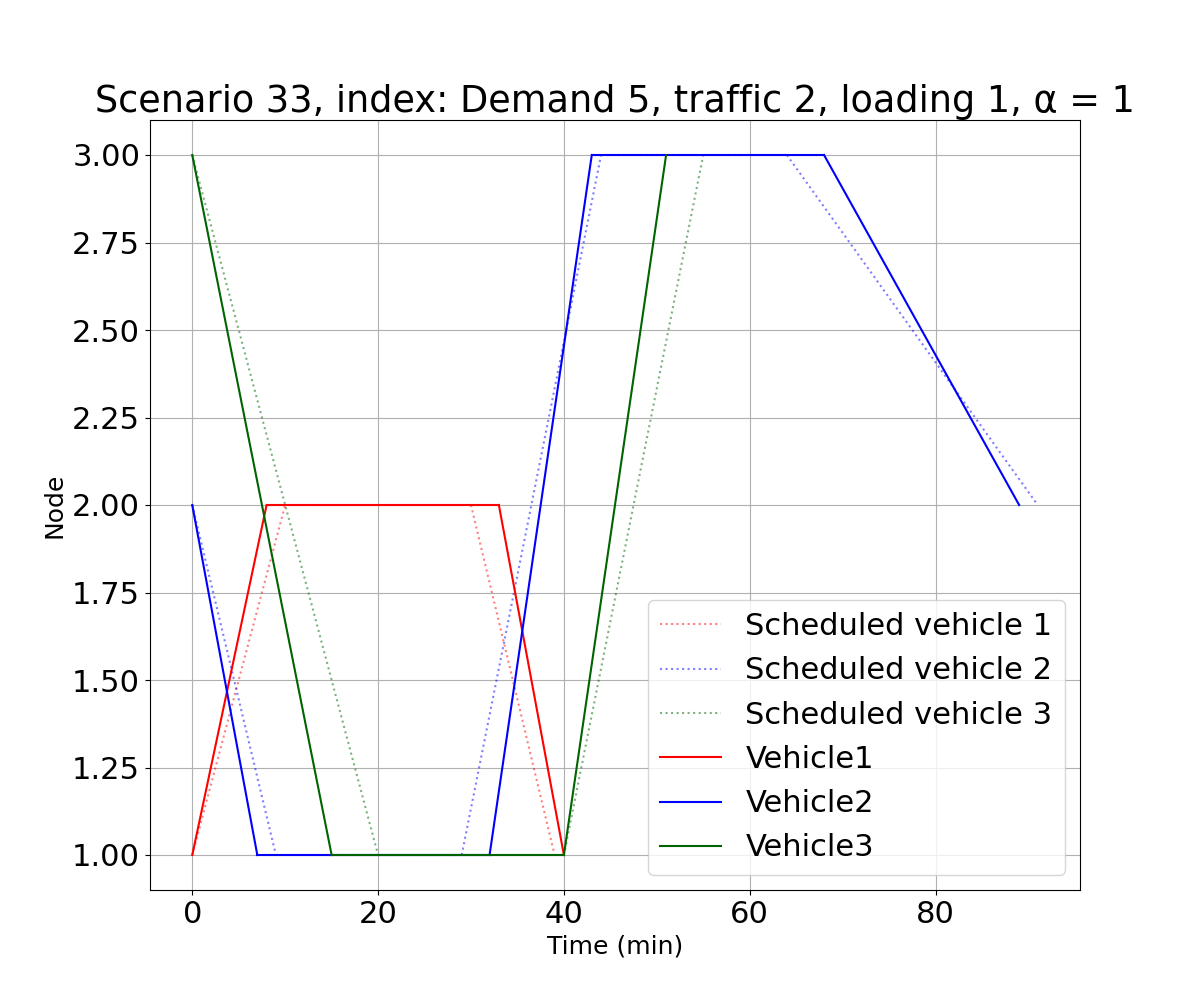 Scenario 33, index: Demand 5, traffic 2, loading 1, α = 1
3.00
2.75
2.50
2.25
2.00
1.75
1.50
1.25
1.00
Node
Scheduled vehicle 1
Scheduled vehicle 2
Scheduled vehicle 3
Vehicle1
Vehicle2
Vehicle3
0 20 40 60 80
Time (min)